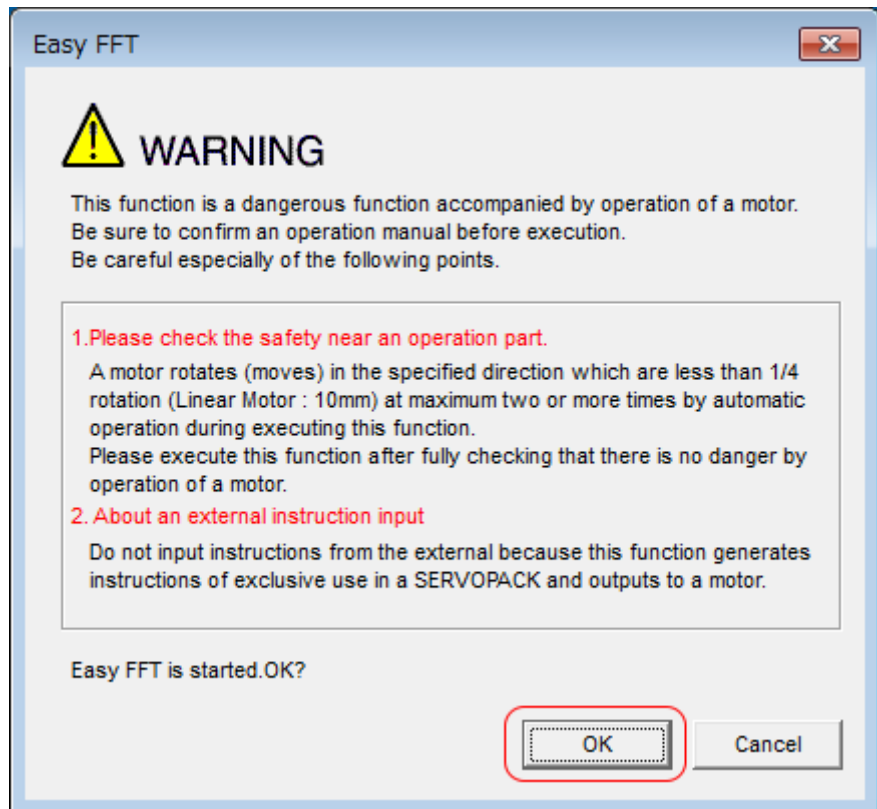 Easy FFT
WARNING
This function is a dangerous function accompanied by operation of a motor.
Be sure to confirm an operation manual before execution.
Be careful especially of the following points.
1.Please check the safety near an operation part.
A motor rotates (moves) in the specified direction which are less than 1/4
rotation (Linear Motor : 10mm) at maximum two or more times by automatic
operation during executing this function.
Please execute this function after fully checking that there is no danger by
operation of a motor.
2. About an external instruction input
Do not input instructions from the external because this function generates
instructions of exclusive use in a SERVOPACK and outputs to a motor.
Easy FFT is started.OK?
OK
Cancel